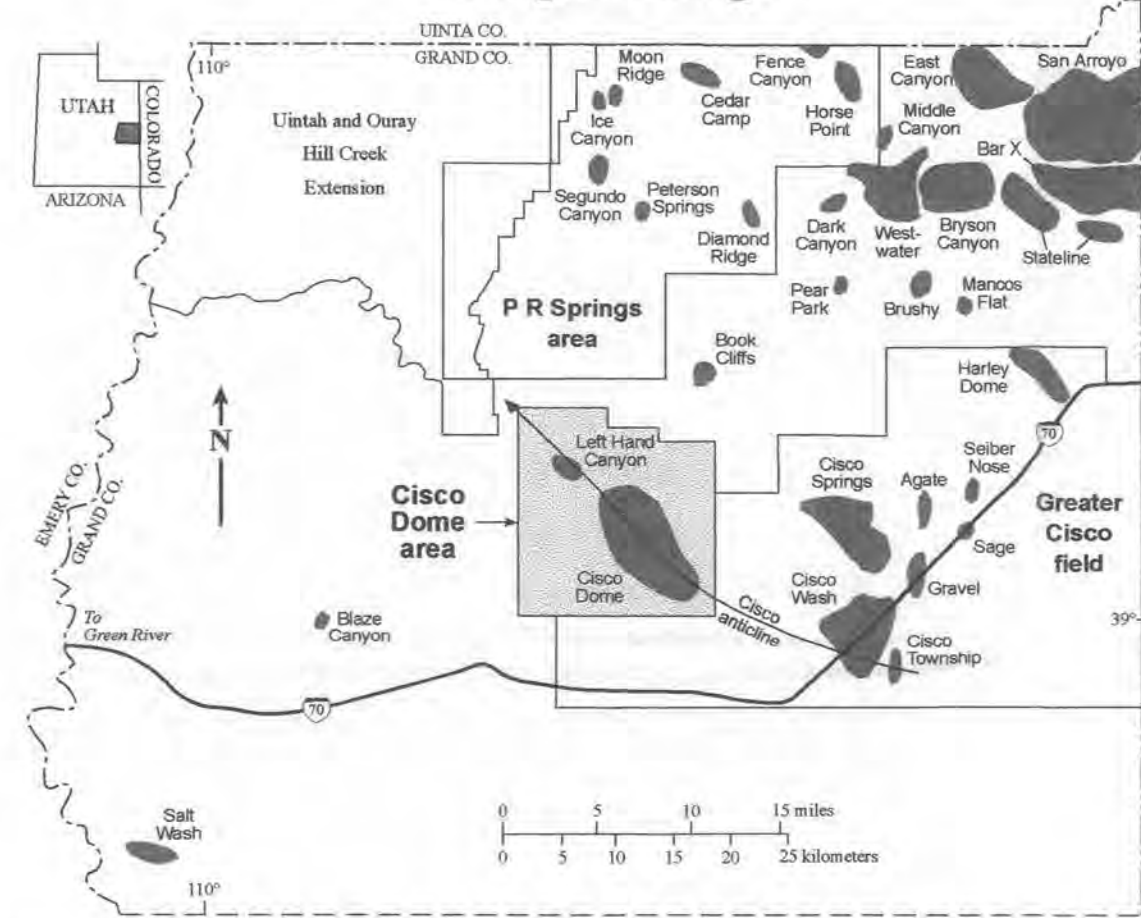 UINTA CO.
GRAND CO.
110°
UTAH
COLORADO
ARIZONA
Uintah and Ouray
Hill Creek
Extension
Moon
Ridge
Ice
Canyon
Cedar
Camp
Fence
Canyon
Horse
Point
East
Canyon
San Arroyo
Middle
Canyon
Bar X
Segundo
Canyon
Peterson
Springs
Diamond
Ridge
Dark
Canyon
West-
water
Bryson
Canyon
Stateline
P R Springs
area
Pear
Park
Brushy
Mancos
Flat
Book
Cliffs
Harley
Dome
N
70
Left Hand
Canyon
Cisco
Dome
area
Cisco
Dome
Cisco
Springs
Agate
Seiber
Nose
Sage
Greater
Cisco
field
Cisco
Wash
Gravel
Cisco
anticline
Cisco
Township
39°
EMERY CO.
GRAND CO.
To
Green River
Blaze
Canyon
70
Salt
Wash
0 5 10 15 miles
0 5 10 15 20 25 kilometers
110°